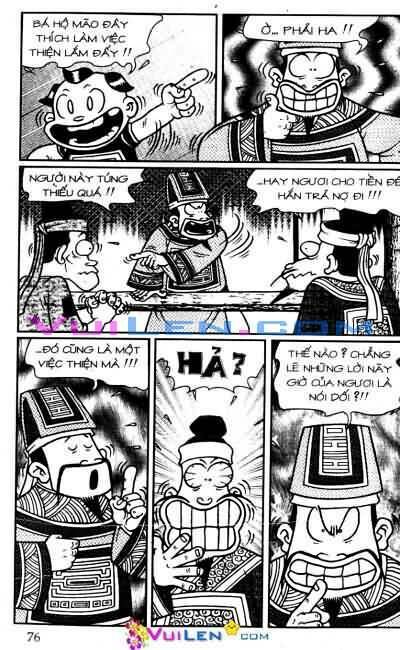 BÁ HỘ MÃO ĐÂY
THÍCH LÀM VIỆC
THIỆN LẮM ĐẤY !!
Ờ... PHẢI HA !!
NGƯỜI NÀY TÚNG
THIẾU QUÁ !!
...HAY NGƯƠI CHO TIỀN ĐỂ
HẮN TRẢ NỢ ĐI !!!
VUILEN.COM
...ĐÓ CŨNG LÀ MỘT
VIỆC THIỆN MÀ !!!
HẢ?
THẾ NÀO? CHẲNG
LẼ NHỮNG LỜI NÃY
GIỜ CỦA NGƯƠI LÀ
NÓI DỐI?!!
76
VUILEN.COM